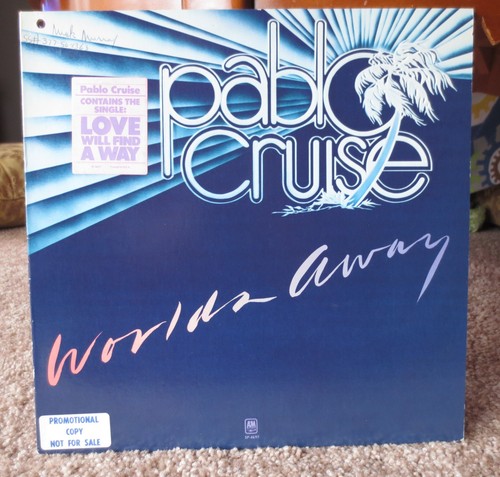 Pablo Cruise
CONTAINS THE
SINGLE:
LOVE
WILL FIND
A WAY
pablo
cruise
Worlds Away
PROMOTIONAL
COPY
NOT FOR SALE
A&M